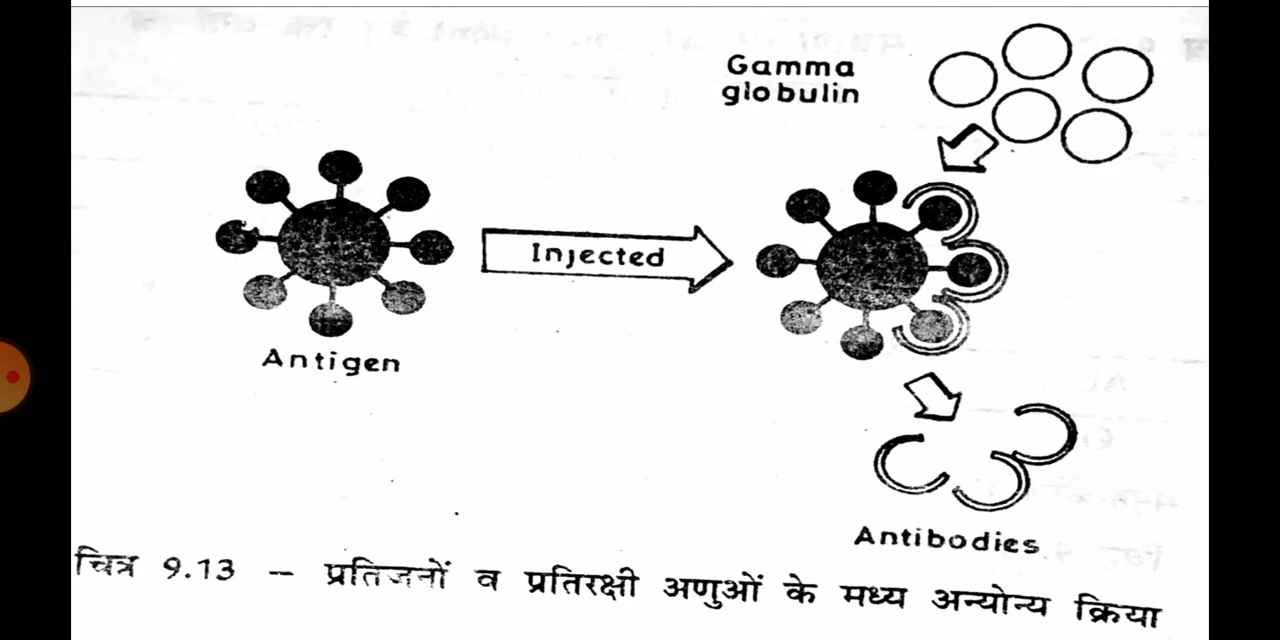 Gamma
globulin
Injected
Antigen
Antibodies
चित्र 9.13 – प्रतिजनों व प्रतिरक्षी अणुओं के मध्य अन्योन्य क्रिया